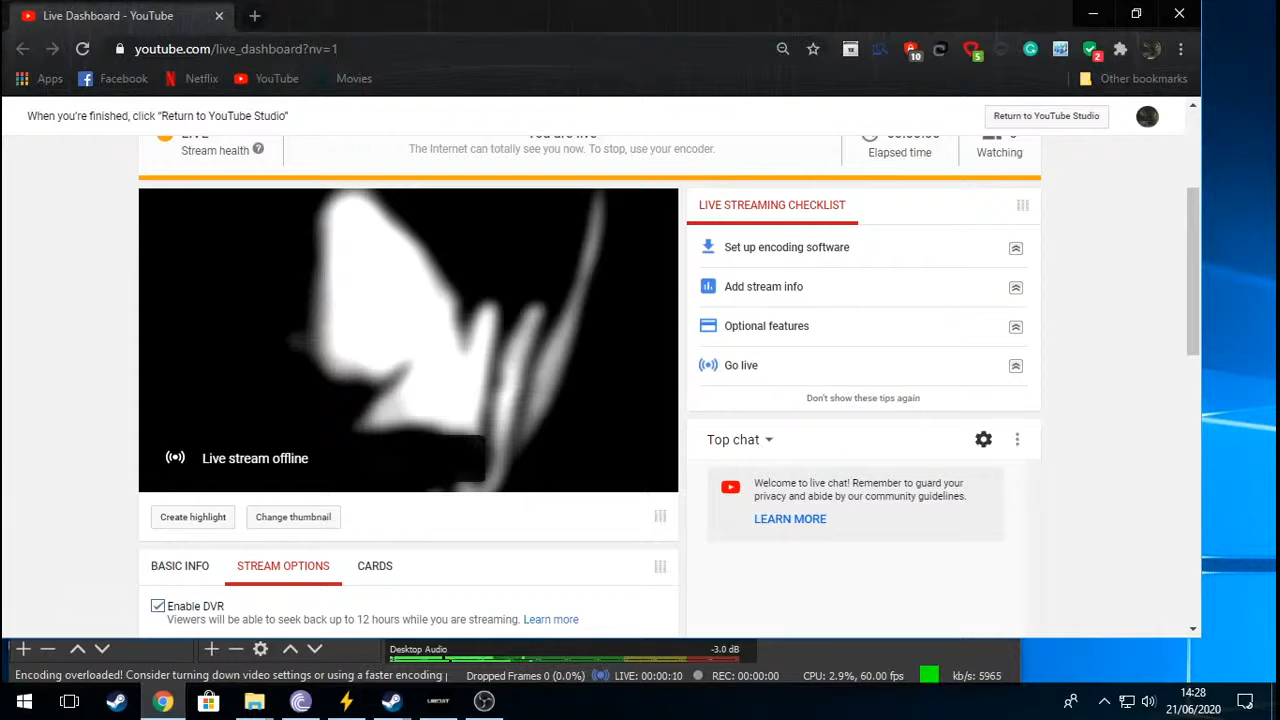 Live Dashboard - YouTube
youtube.com/live_dashboard?nv=1
10
5
2
Apps Facebook Netflix YouTube Movies Other bookmarks
When you're finished, click "Return to YouTube Studio"
Return to YouTube Studio
LIVE
You are live
Stream health
The Internet can totally see you now. To stop, use your encoder.
Elapsed time
Watching
LIVE STREAMING CHECKLIST
Set up encoding software
Add stream info
Optional features
Go live
Don't show these tips again
Top chat
Welcome to live chat! Remember to guard your
privacy and abide by our community guidelines.
LEARN MORE
Live stream offline
Create highlight Change thumbnail
BASIC INFO STREAM OPTIONS CARDS
Enable DVR
Viewers will be able to seek back up to 12 hours while you are streaming. Learn more
Desktop Audio -3.0 dB
Encoding overloaded! Consider turning down video settings or using a faster encoding Dropped Frames 0 (0.0%) LIVE: 00:00:10 REC: 00:00:00 CPU: 2.9%, 60.00 fps kb/s: 5965
14:28
21/06/2020